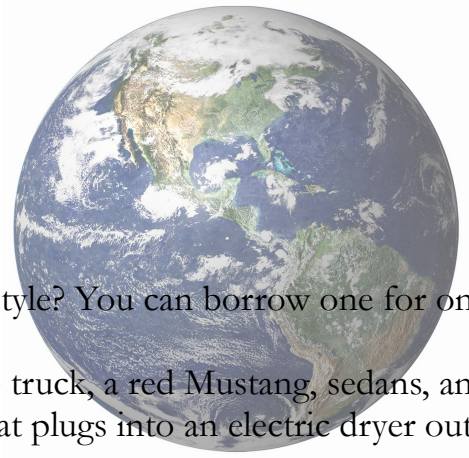 tyle? You can borrow one for on
truck, a red Mustang, sedans, an
at plugs into an electric dryer out